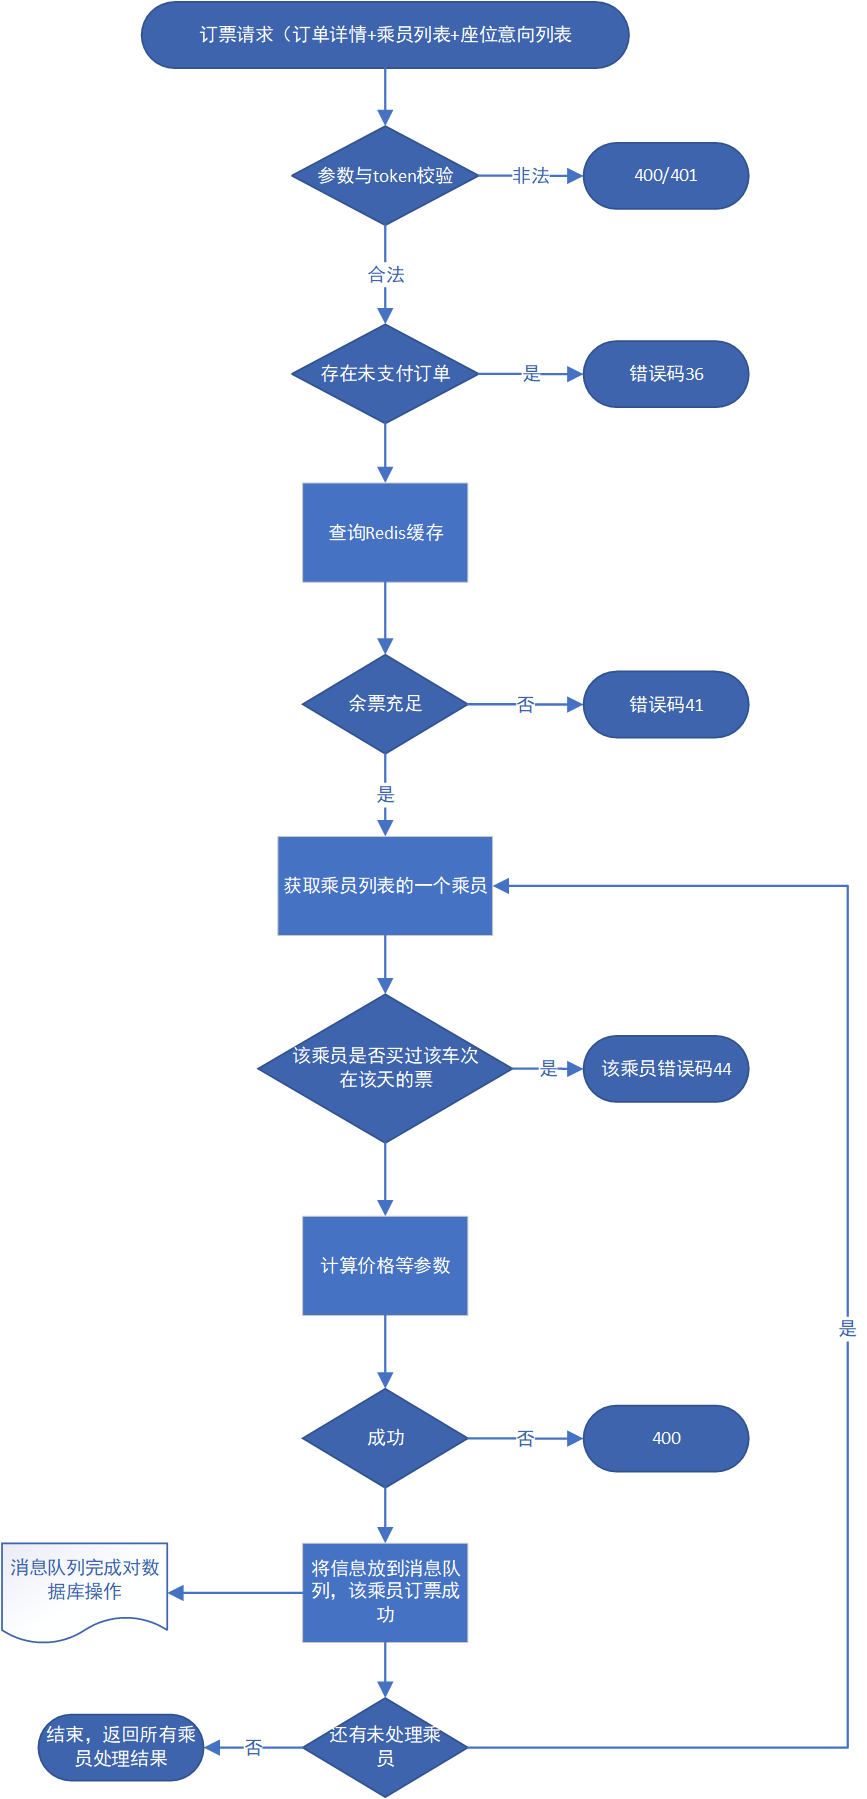 订票请求（订单详情+乘员列表+座位意向列表
参数与token校验
非法
400/401
合法
存在未支付订单
是
错误码36
查询Redis缓存
余票充足
否
错误码41
是
获取乘员列表的一个乘员
该乘员是否买过该车次
在该天的票
是
该乘员错误码44
计算价格等参数
是
成功
否
400
消息队列完成对数
据库操作
将信息放到消息队
列，该乘员订票成
功
还有未处理乘
员
否
结束，返回所有乘
员处理结果